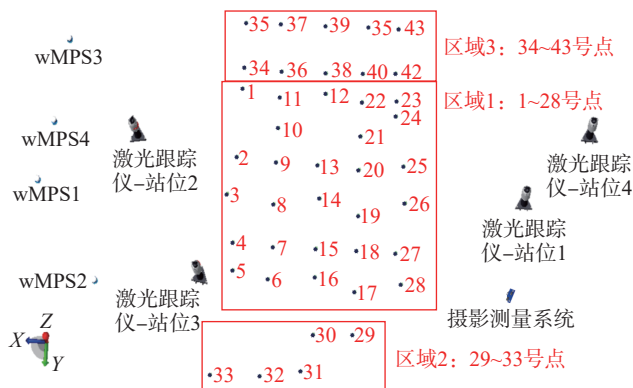 35 37 39 35 43
wMPS3
区域3：34~43号点
34 36 38 40 42
1 11 12 22 23
区域1：1~28号点
24
wMPS4
10 21
激光跟踪
仪-站位2
激光跟踪
仪-站位4
2 9 13 20 25
wMPS1
3 8 14 19 26
激光跟踪
仪-站位1
4 7 15 18 27
5 6 16 17 28
wMPS2
激光跟踪
仪-站位3
摄影测量系统
Z
X
Y
30 29
区域2：29~33号点
33 32 31